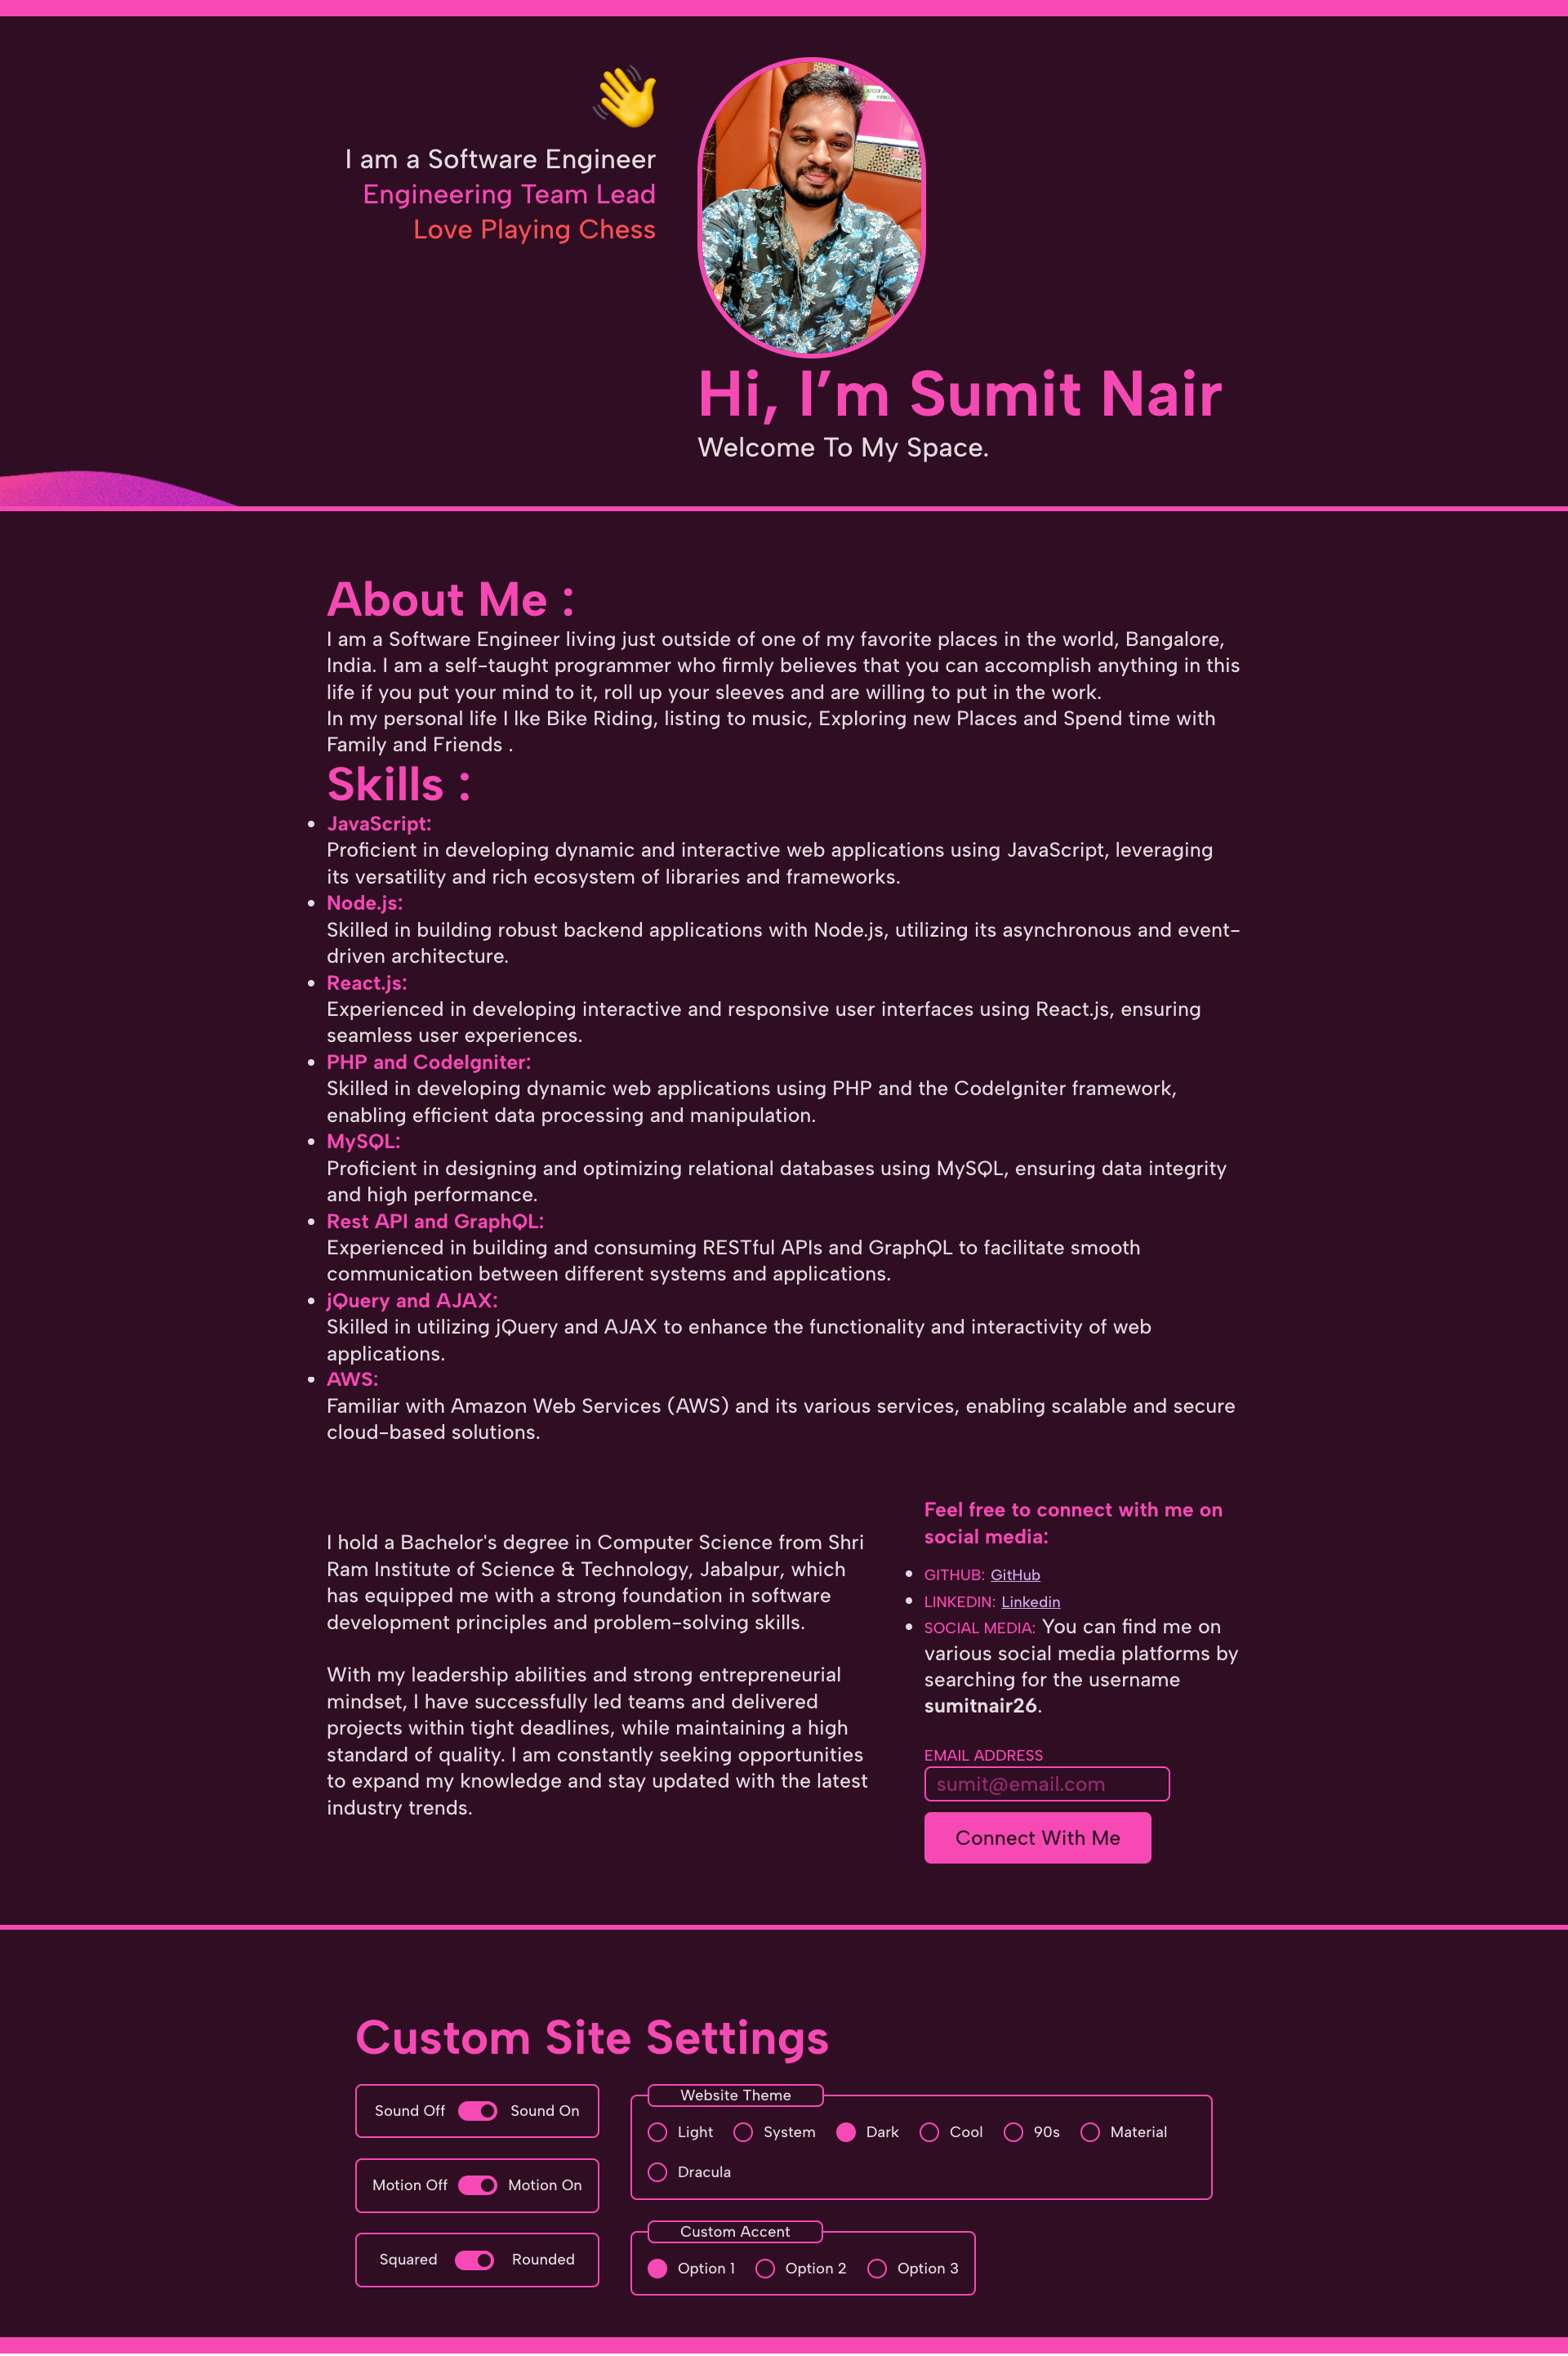 I am a Software Engineer
Engineering Team Lead
Love Playing Chess
Hi, I’m Sumit Nair
Welcome To My Space.
About Me :
I am a Software Engineer living just outside of one of my favorite places in the world, Bangalore,
India. I am a self-taught programmer who firmly believes that you can accomplish anything in this
life if you put your mind to it, roll up your sleeves and are willing to put in the work.
In my personal life I lke Bike Riding, listing to music, Exploring new Places and Spend time with
Family and Friends .
Skills :
JavaScript:
Proficient in developing dynamic and interactive web applications using JavaScript, leveraging
its versatility and rich ecosystem of libraries and frameworks.
Node.js:
Skilled in building robust backend applications with Node.js, utilizing its asynchronous and event-
driven architecture.
React.js:
Experienced in developing interactive and responsive user interfaces using React.js, ensuring
seamless user experiences.
PHP and CodeIgniter:
Skilled in developing dynamic web applications using PHP and the CodeIgniter framework,
enabling efficient data processing and manipulation.
MySQL:
Proficient in designing and optimizing relational databases using MySQL, ensuring data integrity
and high performance.
Rest API and GraphQL:
Experienced in building and consuming RESTful APIs and GraphQL to facilitate smooth
communication between different systems and applications.
jQuery and AJAX:
Skilled in utilizing jQuery and AJAX to enhance the functionality and interactivity of web
applications.
AWS:
Familiar with Amazon Web Services (AWS) and its various services, enabling scalable and secure
cloud-based solutions.
I hold a Bachelor's degree in Computer Science from Shri
Ram Institute of Science & Technology, Jabalpur, which
has equipped me with a strong foundation in software
development principles and problem-solving skills.
With my leadership abilities and strong entrepreneurial
mindset, I have successfully led teams and delivered
projects within tight deadlines, while maintaining a high
standard of quality. I am constantly seeking opportunities
to expand my knowledge and stay updated with the latest
industry trends.
Feel free to connect with me on
social media:
GITHUB: GitHub
LINKEDIN: Linkedin
SOCIAL MEDIA: You can find me on
various social media platforms by
searching for the username
sumitnair26.
EMAIL ADDRESS
sumit@email.com
Connect With Me
Custom Site Settings
Sound Off Sound On
Motion Off Motion On
Squared Rounded
Website Theme
Light System Dark Cool 90s Material
Dracula
Custom Accent
Option 1 Option 2 Option 3